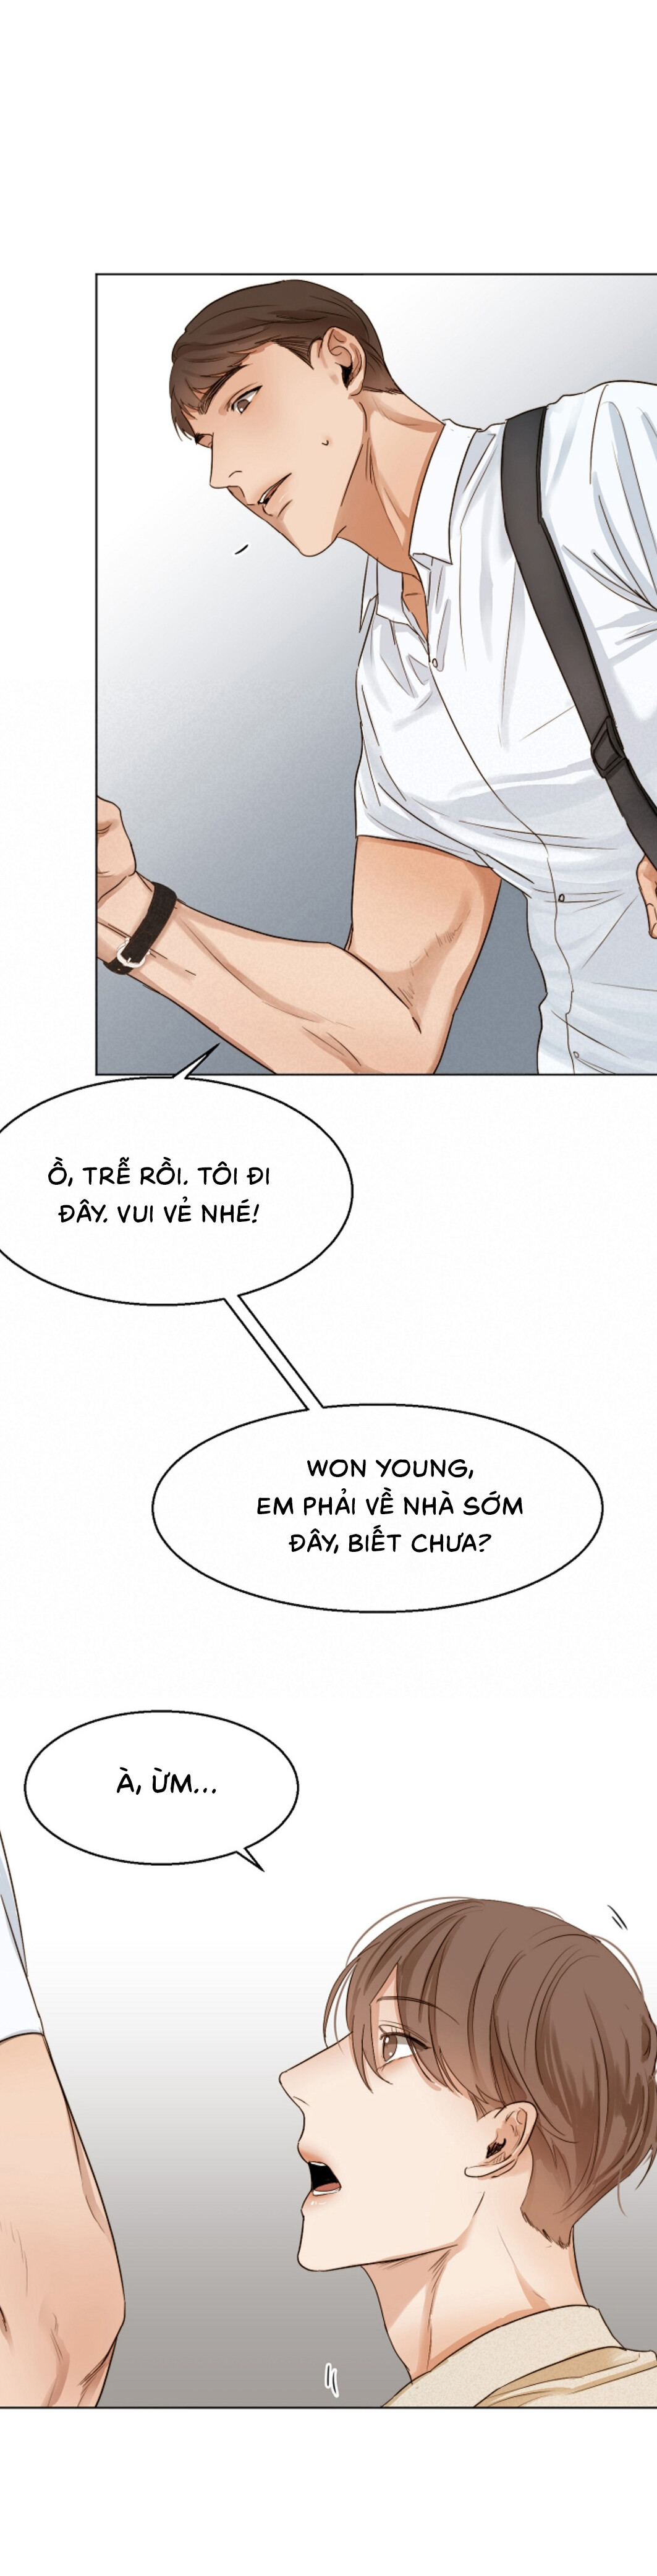 Ồ, TRỄ RỒI. TÔI ĐI
ĐÂY. VUI VẺ NHÉ!
WON YOUNG,
EM PHẢI VỀ NHÀ SỚM
ĐÂY, BIẾT CHƯA?
À, ỪM...